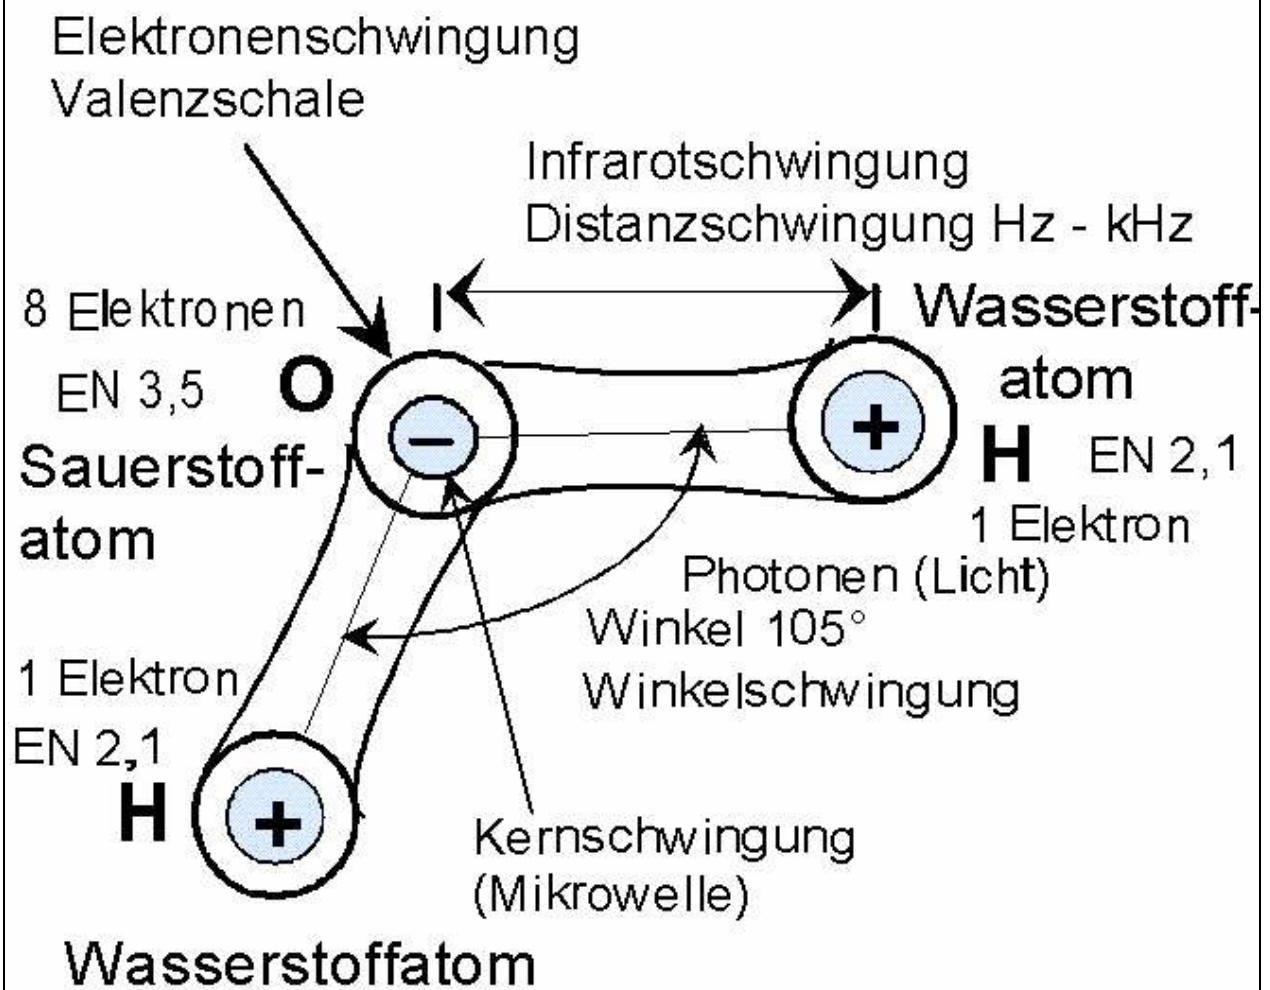 Elektronenschwingung
Valenzschale
Infrarotschwingung
Distanzschwingung Hz - kHz
8 Elektronen
EN 3,5
O
Sauerstoff-
atom
Wasserstoff-
atom
H
EN 2,1
1 Elektron
Photonen (Licht)
Winkel 105°
Winkelschwingung
1 Elektron
EN 2,1
H
Kernschwingung
(Mikrowelle)
Wasserstoffatom
−
+
+